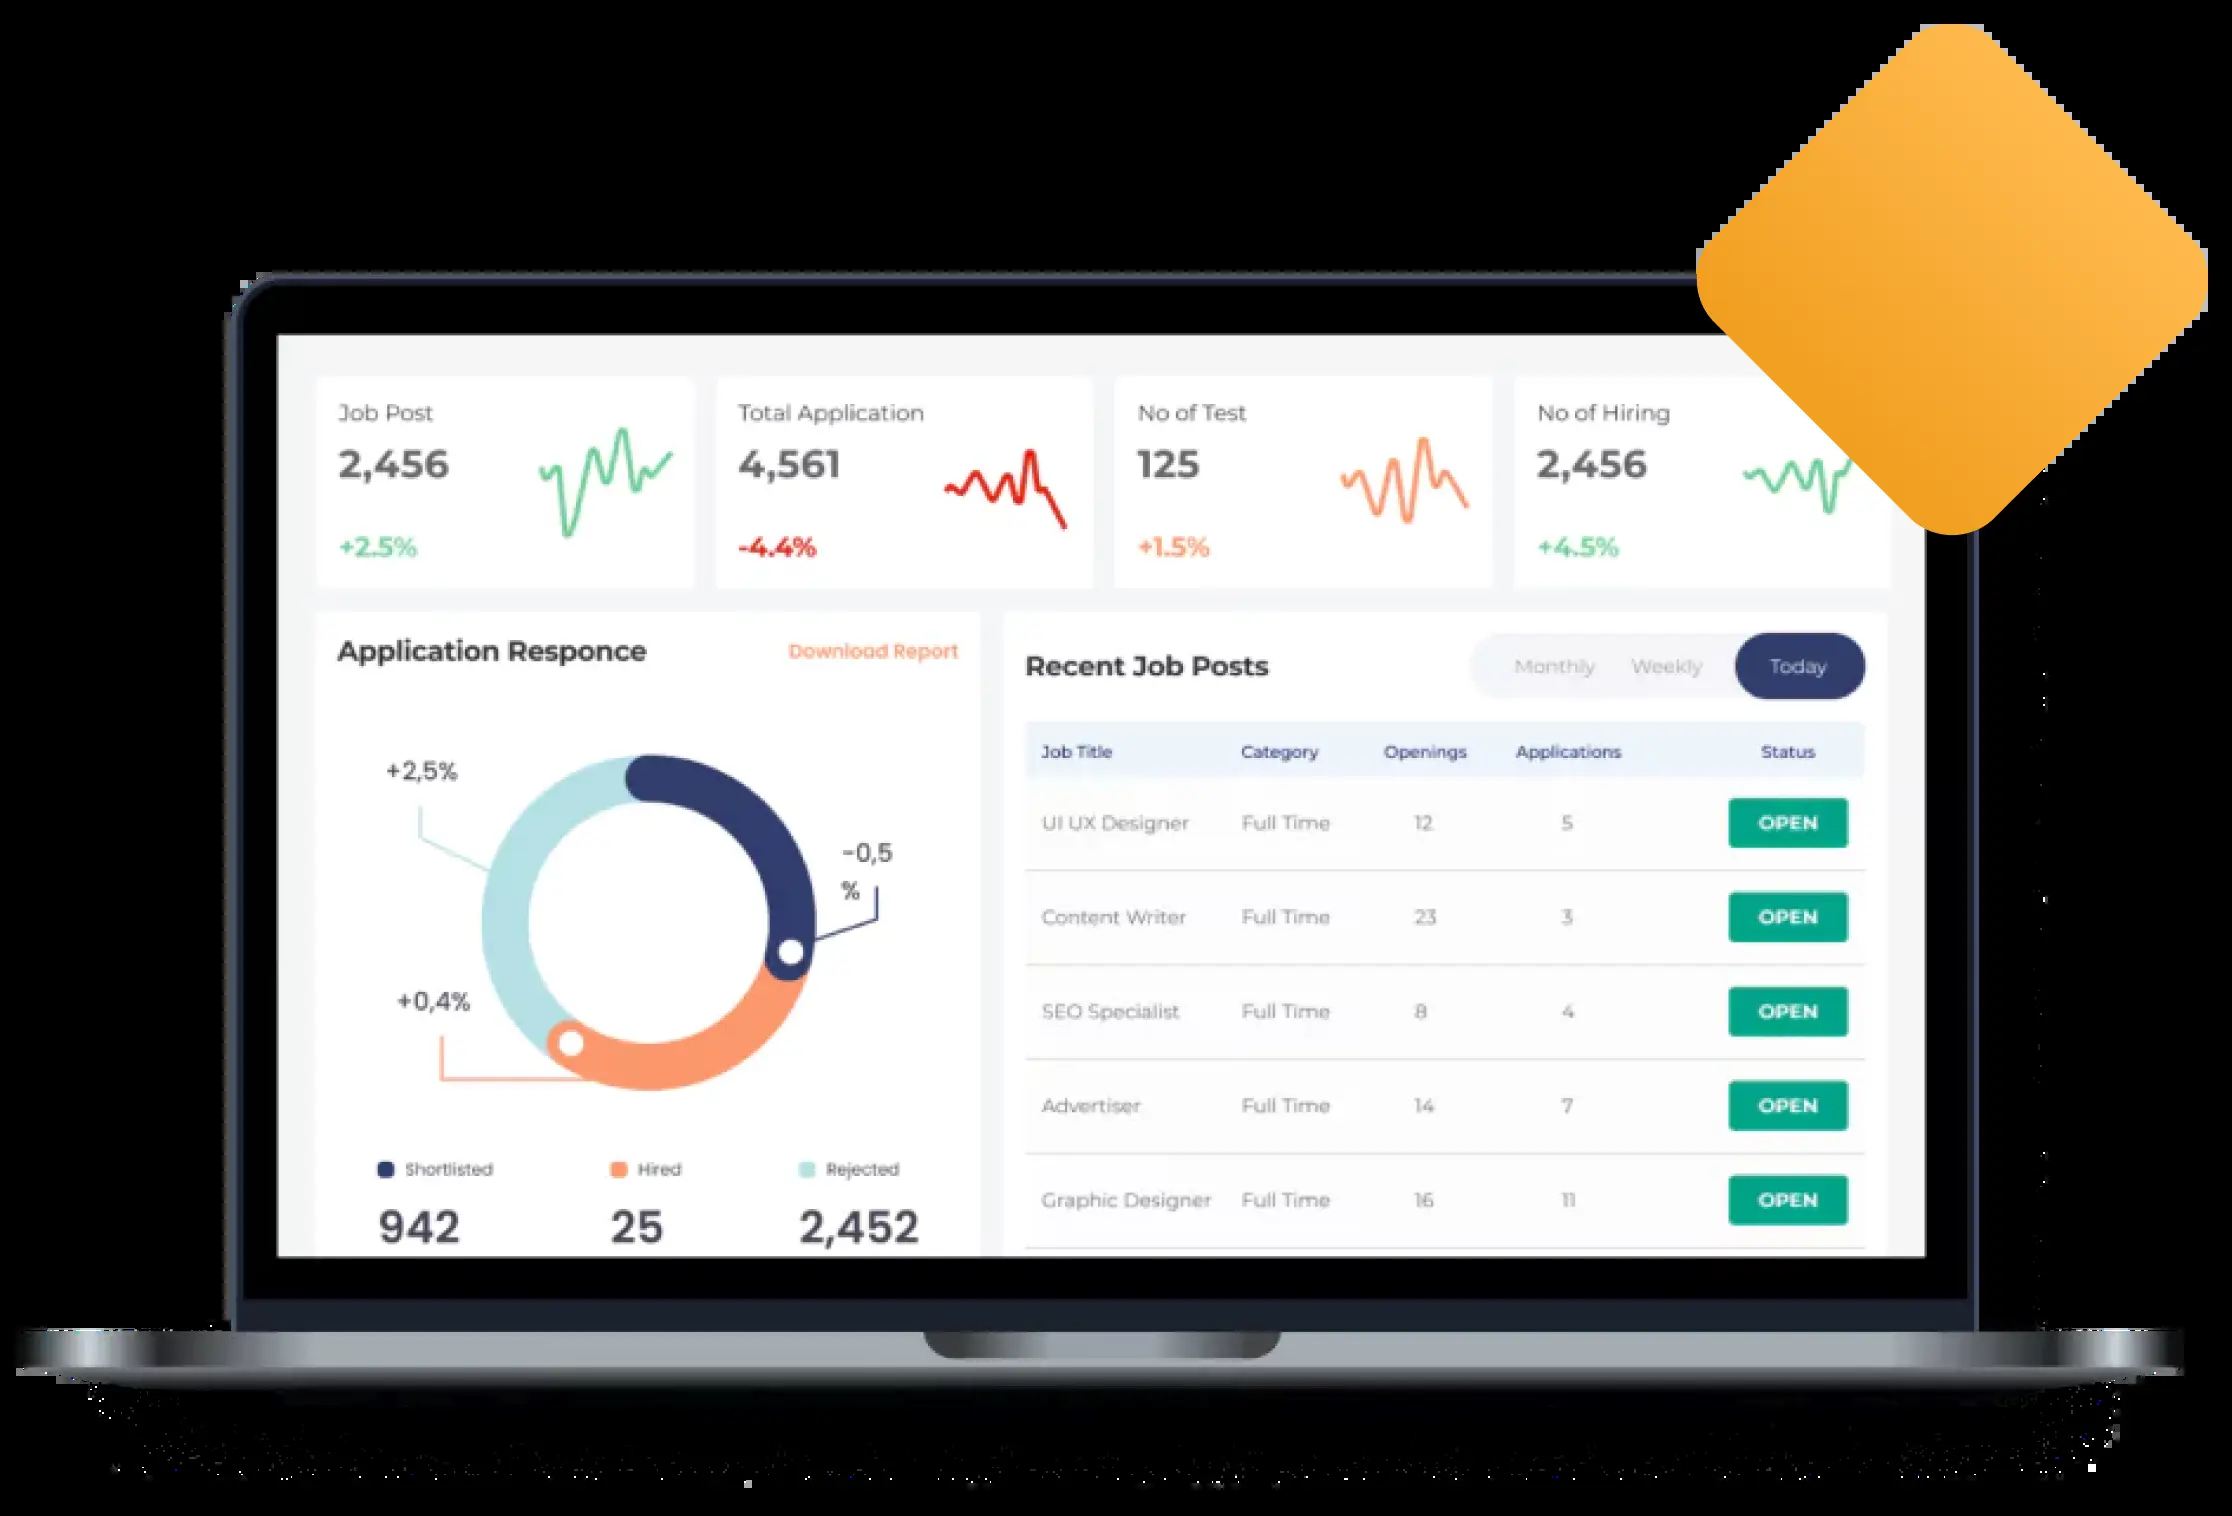 Job Post
2,456
+2.5%
Total Application
4,561
-4.4%
No of Test
125
+1.5%
No of Hiring
2,456
+4.5%
Application Responce
Download Report
+2,5%
-0,5
%
+0,4%
Shortlisted Hired Rejected
942 25 2,452
Recent Job Posts
Monthly Weekly Today
Job Title Category Openings Applications Status
UI UX Designer Full Time 12 5 OPEN
Content Writer Full Time 23 3 OPEN
SEO Specialist Full Time 8 4 OPEN
Advertiser Full Time 14 7 OPEN
Graphic Designer Full Time 16 11 OPEN